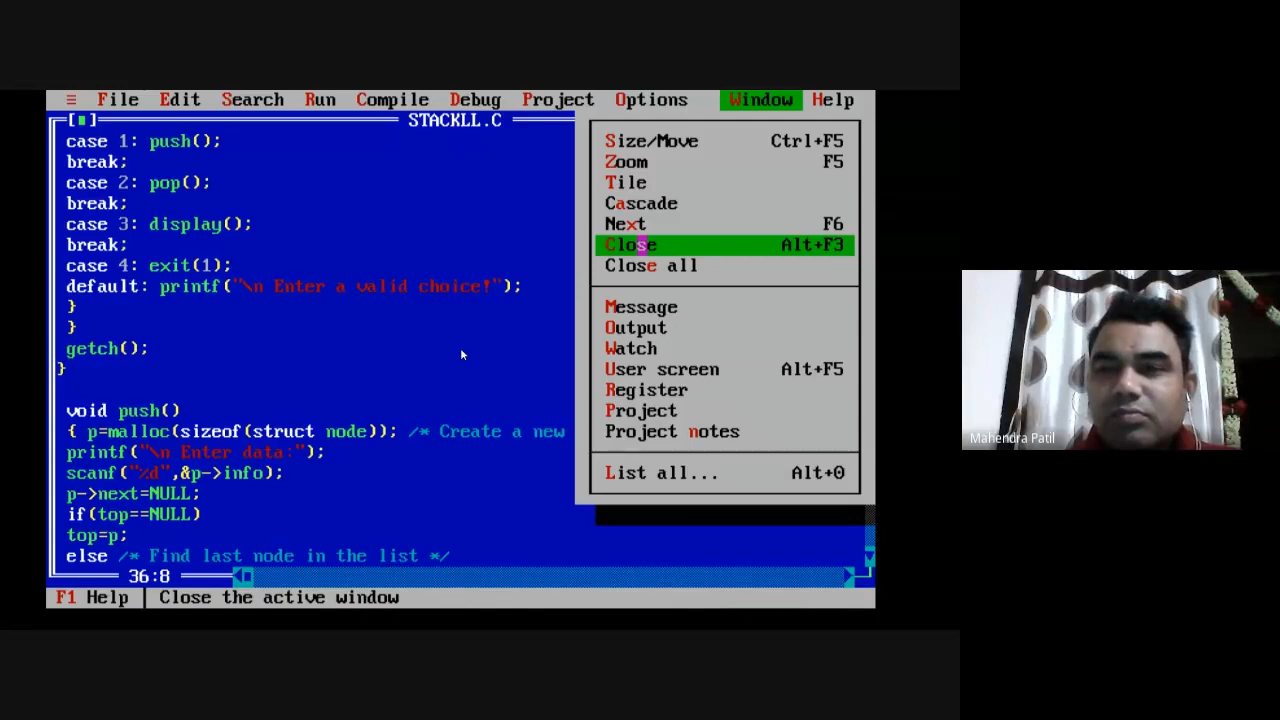 ≡ File Edit Search Run Compile Debug Project Options Window Help
[■] STACKLL.C
case 1: push();
break;
case 2: pop();
break;
case 3: display();
break;
case 4: exit(1);
default: printf("\n Enter a valid choice!");
}
}
getch();
}
void push()
{ p=malloc(sizeof(struct node)); /* Create a new
printf("\n Enter data:");
scanf("%d",&p->info);
p->next=NULL;
if(top==NULL)
top=p;
else /* Find last node in the list */
36:8
Size/Move Ctrl+F5
Zoom F5
Tile
Cascade
Next F6
Close Alt+F3
Close all
Message
Output
Watch
User screen Alt+F5
Register
Project
Project notes
List all... Alt+0
F1 Help Close the active window
Mahendra Patil